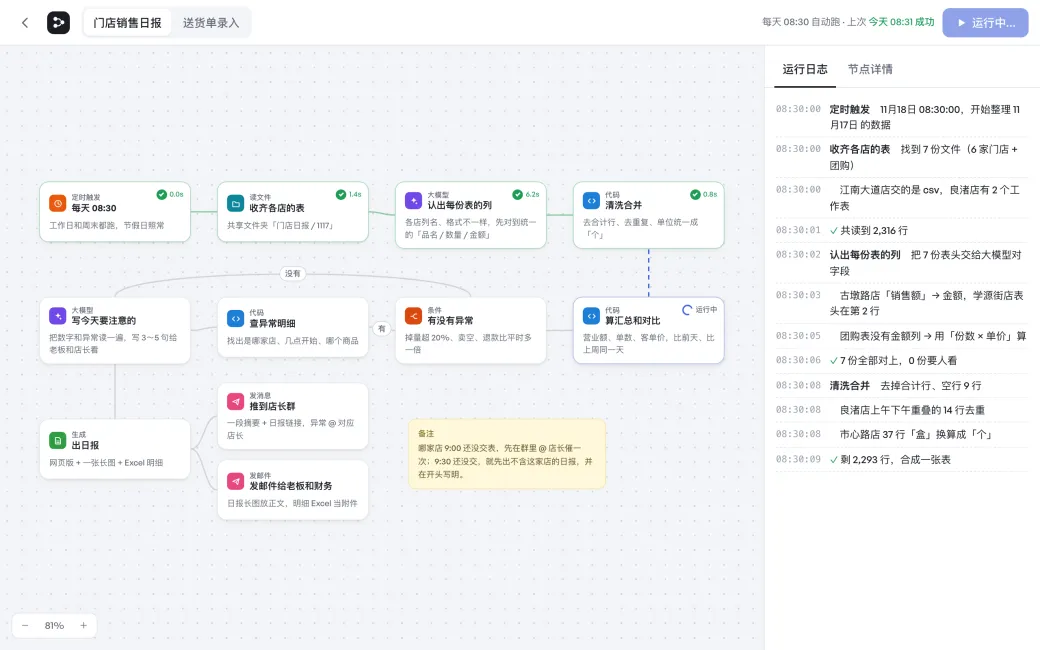 门店销售日报
送货单录入
每天 08:30 自动跑 · 上次 今天 08:31 成功
运行中...
运行日志
节点详情
定时触发
0.0s
每天 08:30
工作日和周末都跑，节假日照常
读文件
1.4s
收齐各店的表
共享文件夹「门店日报 / 1117」
大模型
6.2s
认出每份表的列
各店列名、格式不一样，先对到统一
的「品名 / 数量 / 金额」
代码
0.8s
清洗合并
去合计行、去重复、单位统一成
「个」
没有
大模型
写今天要注意的
把数字和异常读一遍，写 3～5 句给
老板和店长看
代码
查异常明细
找出是哪家店、几点开始、哪个商品
有
条件
有没有异常
掉量超 20%、卖空、退款比平时多
一倍
代码
运行中
算汇总和对比
营业额、单数、客单价，比前天、比
上周同一天
生成
出日报
网页版 + 一张长图 + Excel 明细
发消息
推到店长群
一段摘要 + 日报链接，异常 @ 对应
店长
发邮件
发邮件给老板和财务
日报长图放正文，明细 Excel 当附件
备注
哪家店 9:00 还没交表，先在群里 @ 店长催一
次；9:30 还没交，就先出不含这家店的日报，并
在开头写明。
− 81% +
08:30:00 定时触发 11月18日 08:30:00，开始整理 11
月17日 的数据
08:30:00 收齐各店的表 找到 7 份文件（6 家门店 +
团购）
08:30:00 江南大道店交的是 csv，良渚店有 2 个工
作表
08:30:01 ✓ 共读到 2,316 行
08:30:02 认出每份表的列 把 7 份表头交给大模型对
字段
08:30:03 古墩路店「销售额」→ 金额，学源街店表
头在第 2 行
08:30:05 团购表没有金额列 → 用「份数 × 单价」算
08:30:06 ✓ 7 份全部对上，0 份要人看
08:30:08 清洗合并 去掉合计行、空行 9 行
08:30:08 良渚店上午下午重叠的 14 行去重
08:30:08 市心路店 37 行「盒」换算成「个」
08:30:09 ✓ 剩 2,293 行，合成一张表